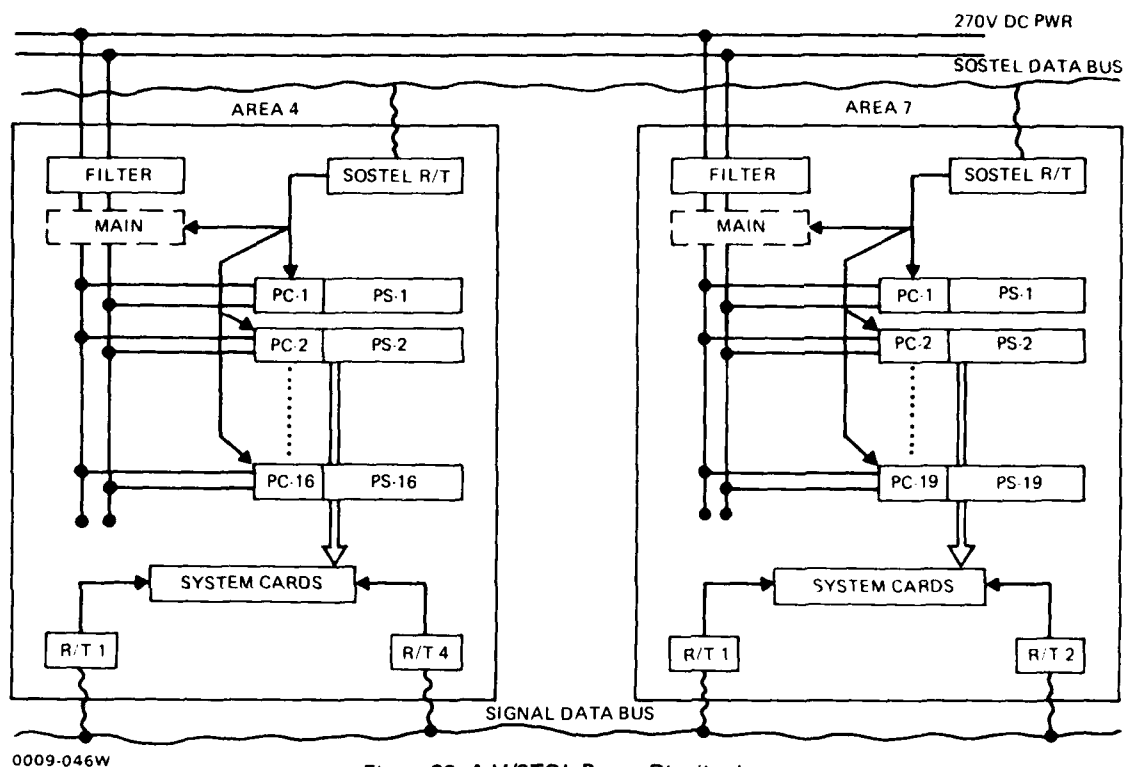 270V DC PWR
SOSTEL DATA BUS
AREA 4
AREA 7
FILTER
SOSTEL R/T
FILTER
SOSTEL R/T
MAIN
MAIN
PC-1 PS-1
PC-1 PS-1
PC-2 PS-2
PC-2 PS-2
PC-16 PS-16
PC-19 PS-19
SYSTEM CARDS
SYSTEM CARDS
R/T 1
R/T 4
R/T 1
R/T 2
SIGNAL DATA BUS
0009-046W